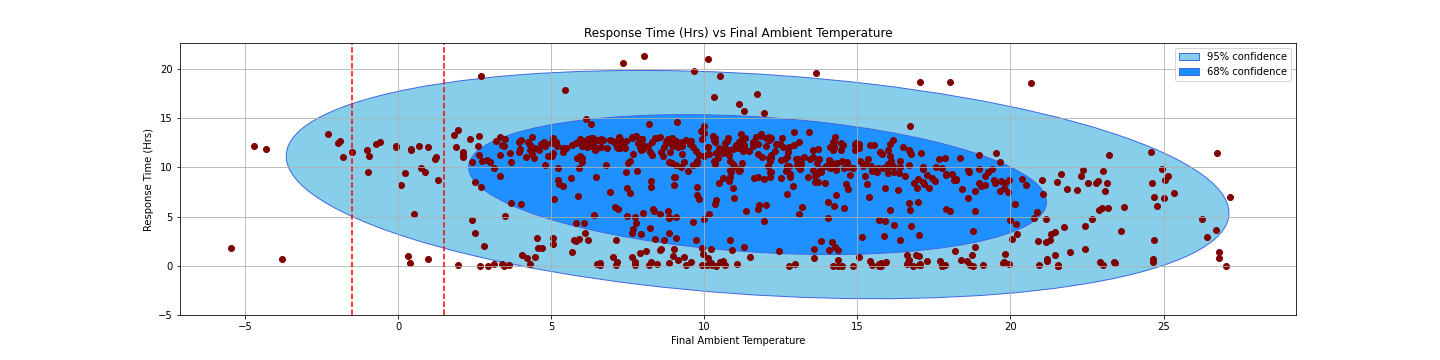 Response Time (Hrs) vs Final Ambient Temperature
95% confidence
68% confidence
Response Time (Hrs)
20
15
10
5
0
−5
−5
0
5
10
15
20
25
Final Ambient Temperature